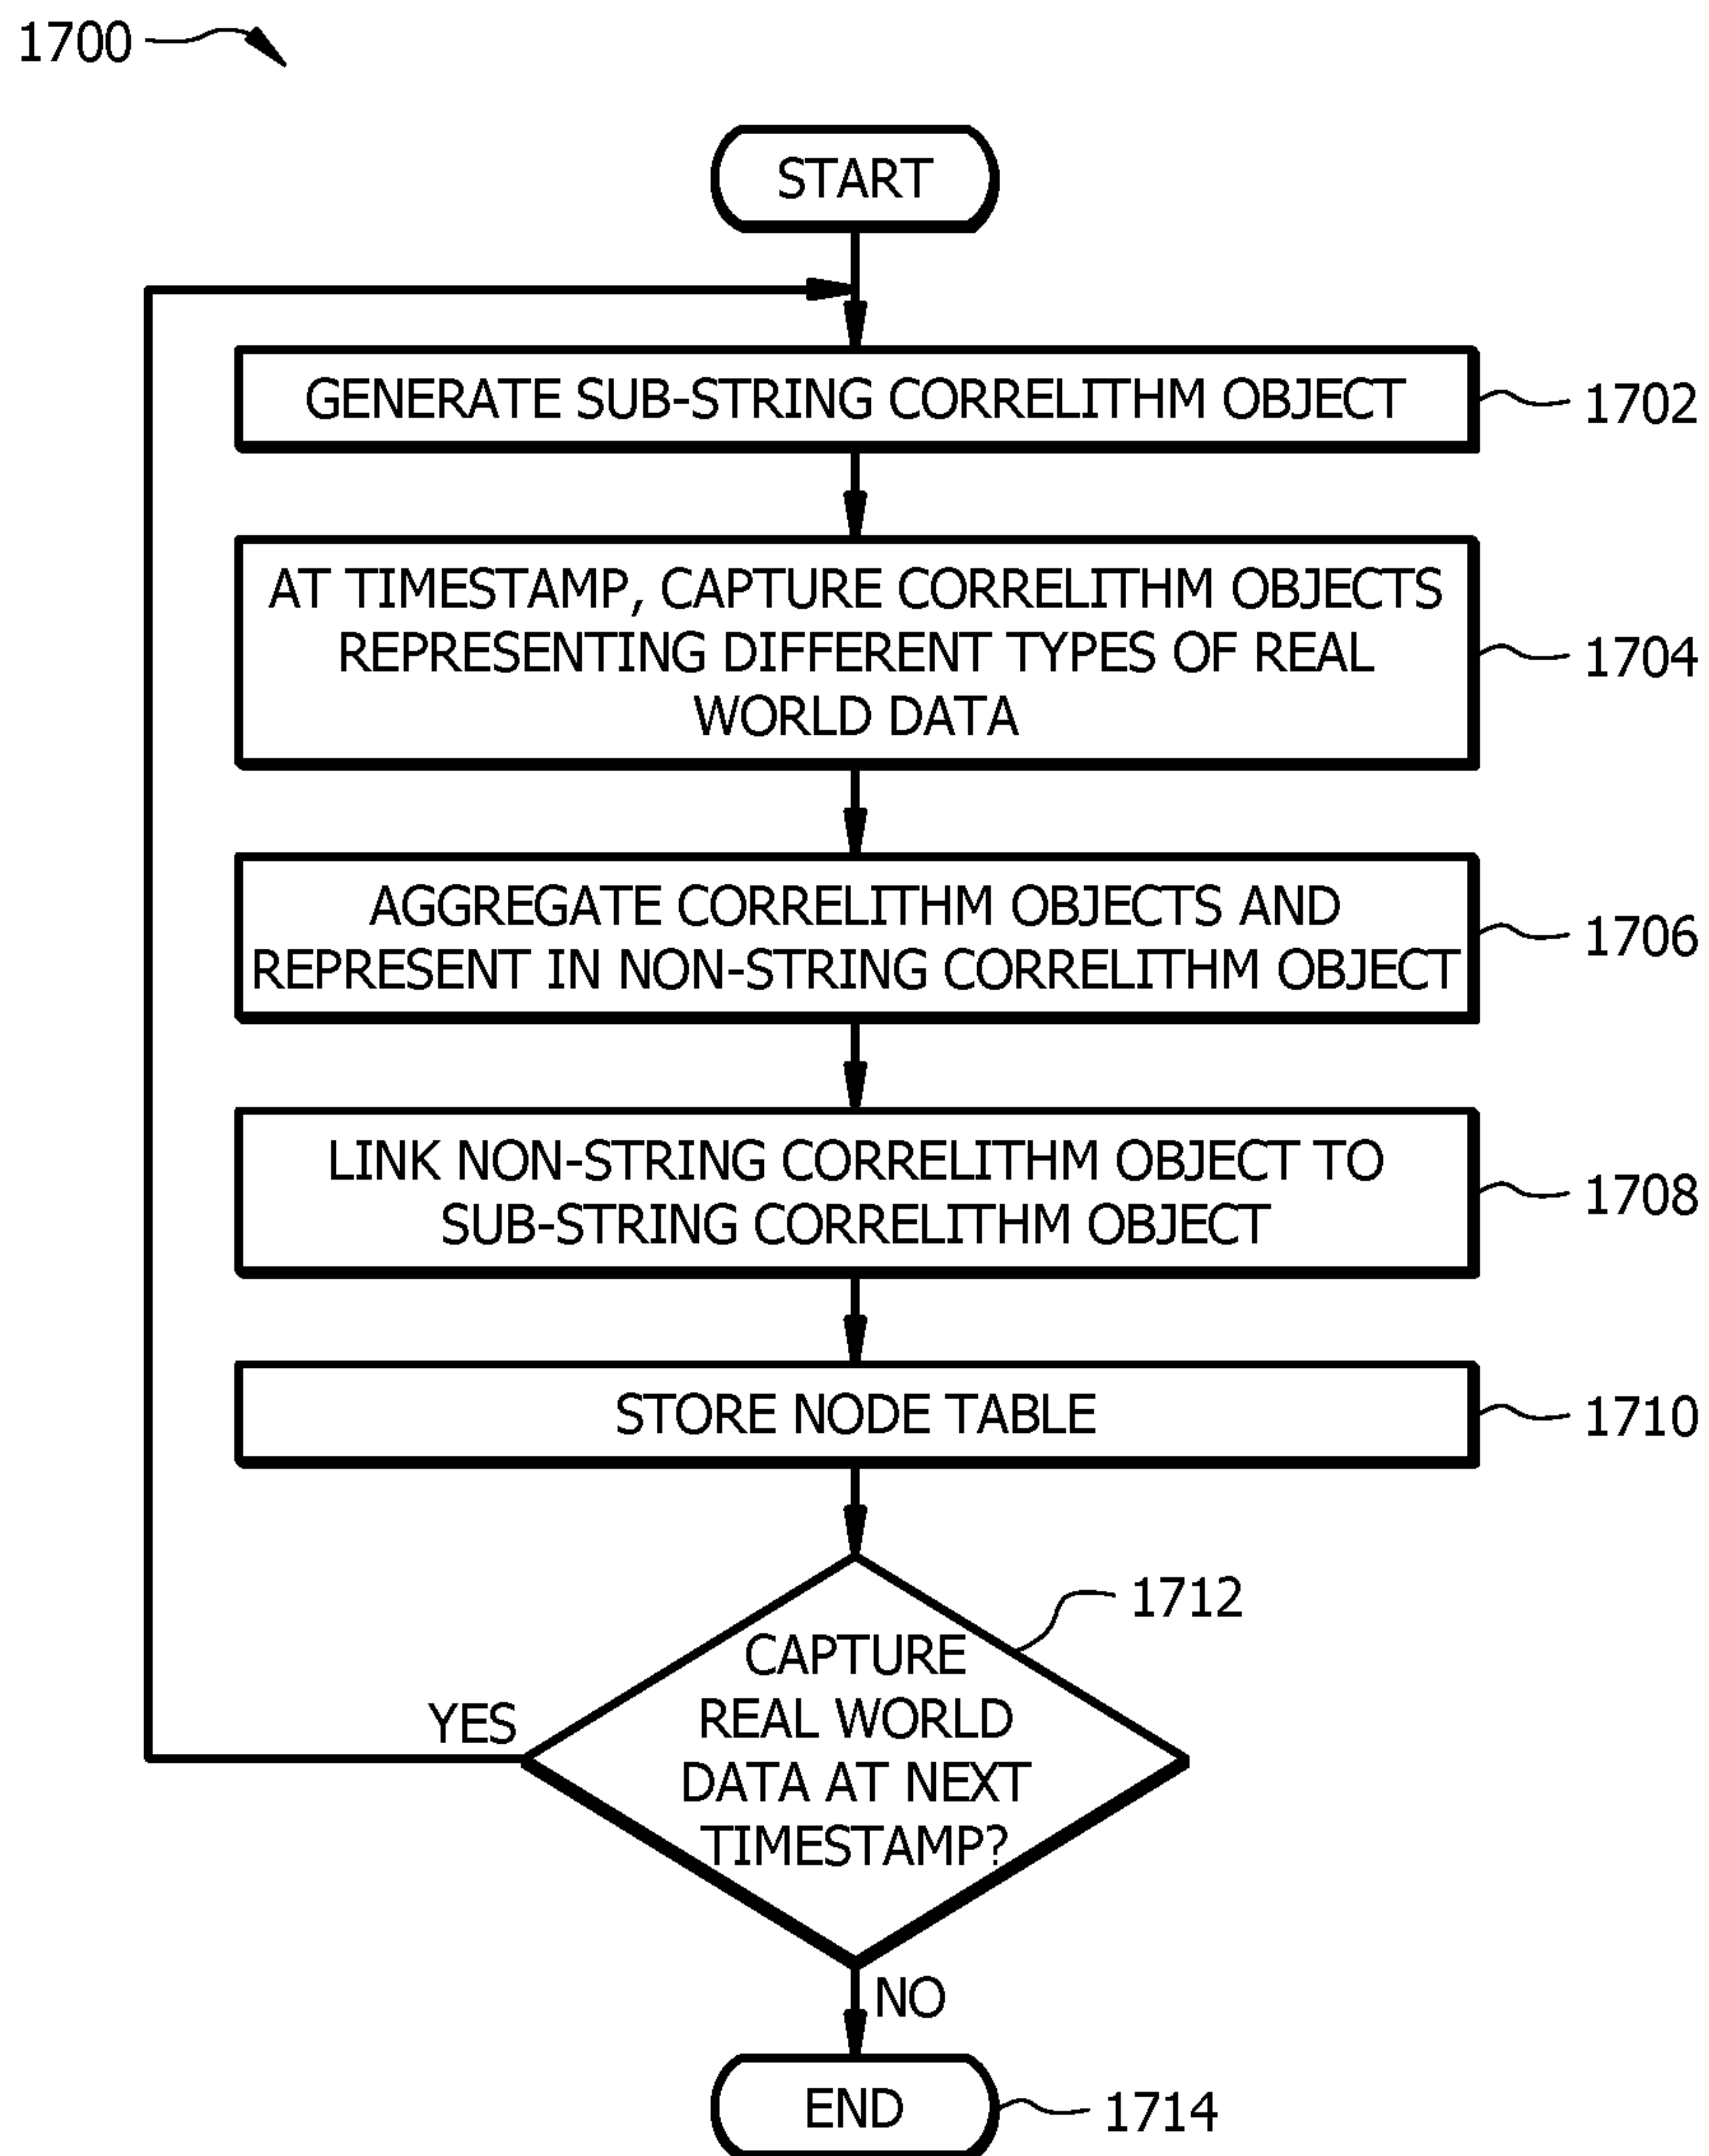 1700
START
GENERATE SUB-STRING CORRELITHM OBJECT
1702
AT TIMESTAMP, CAPTURE CORRELITHM OBJECTS
REPRESENTING DIFFERENT TYPES OF REAL
WORLD DATA
1704
AGGREGATE CORRELITHM OBJECTS AND
REPRESENT IN NON-STRING CORRELITHM OBJECT
1706
LINK NON-STRING CORRELITHM OBJECT TO
SUB-STRING CORRELITHM OBJECT
1708
STORE NODE TABLE
1710
1712
CAPTURE
REAL WORLD
DATA AT NEXT
TIMESTAMP?
YES
NO
END
1714